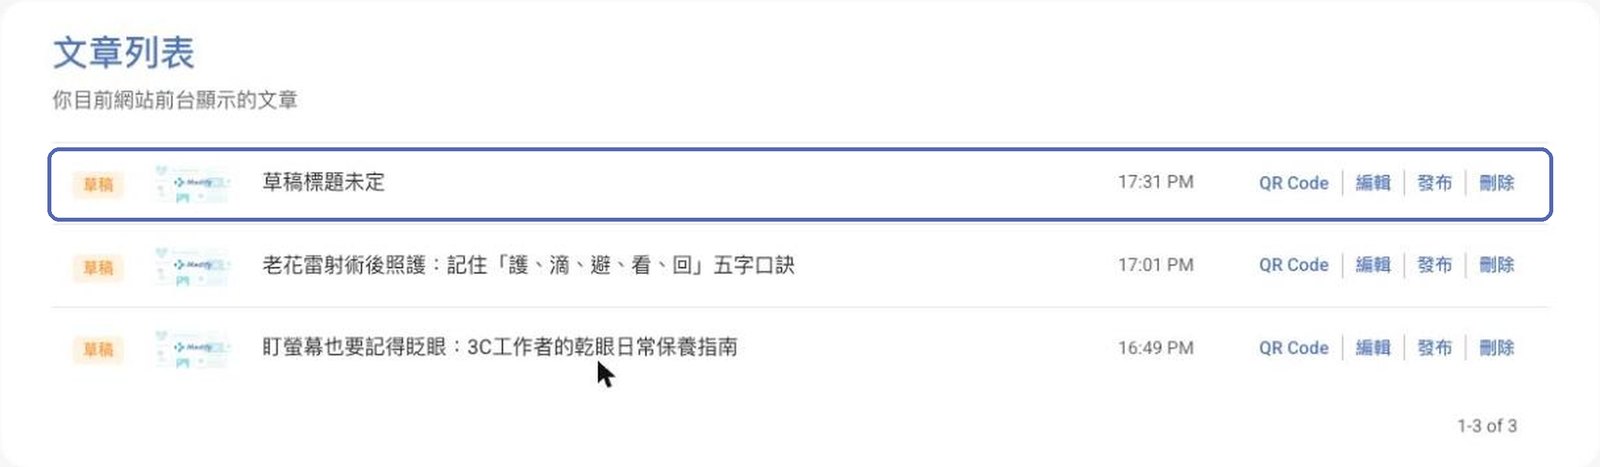 文章列表
你目前網站前台顯示的文章
草稿 草稿標題未定 17:31 PM QR Code 編輯 發布 刪除
草稿 老花雷射術後照護：記住「護、滴、避、看、回」五字口訣 17:01 PM QR Code 編輯 發布 刪除
草稿 盯螢幕也要記得眨眼：3C工作者的乾眼日常保養指南 16:49 PM QR Code 編輯 發布 刪除
1-3 of 3